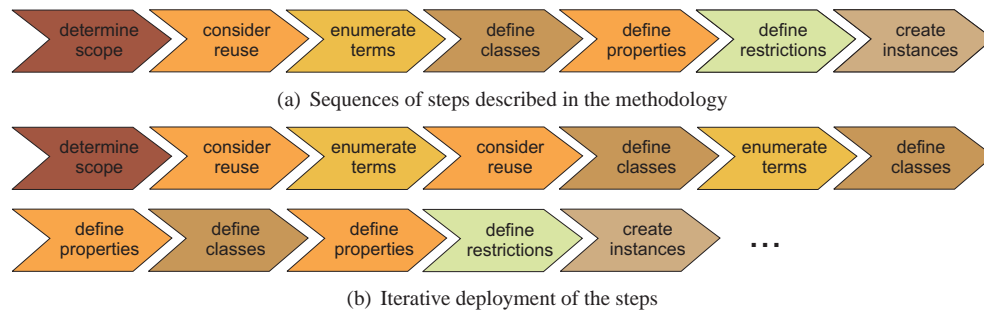 determine scope
consider reuse
enumerate terms
define classes
define properties
define restrictions
create instances
(a) Sequences of steps described in the methodology
determine scope
consider reuse
enumerate terms
consider reuse
define classes
enumerate terms
define classes
define properties
define classes
define properties
define restrictions
create instances
...
(b) Iterative deployment of the steps